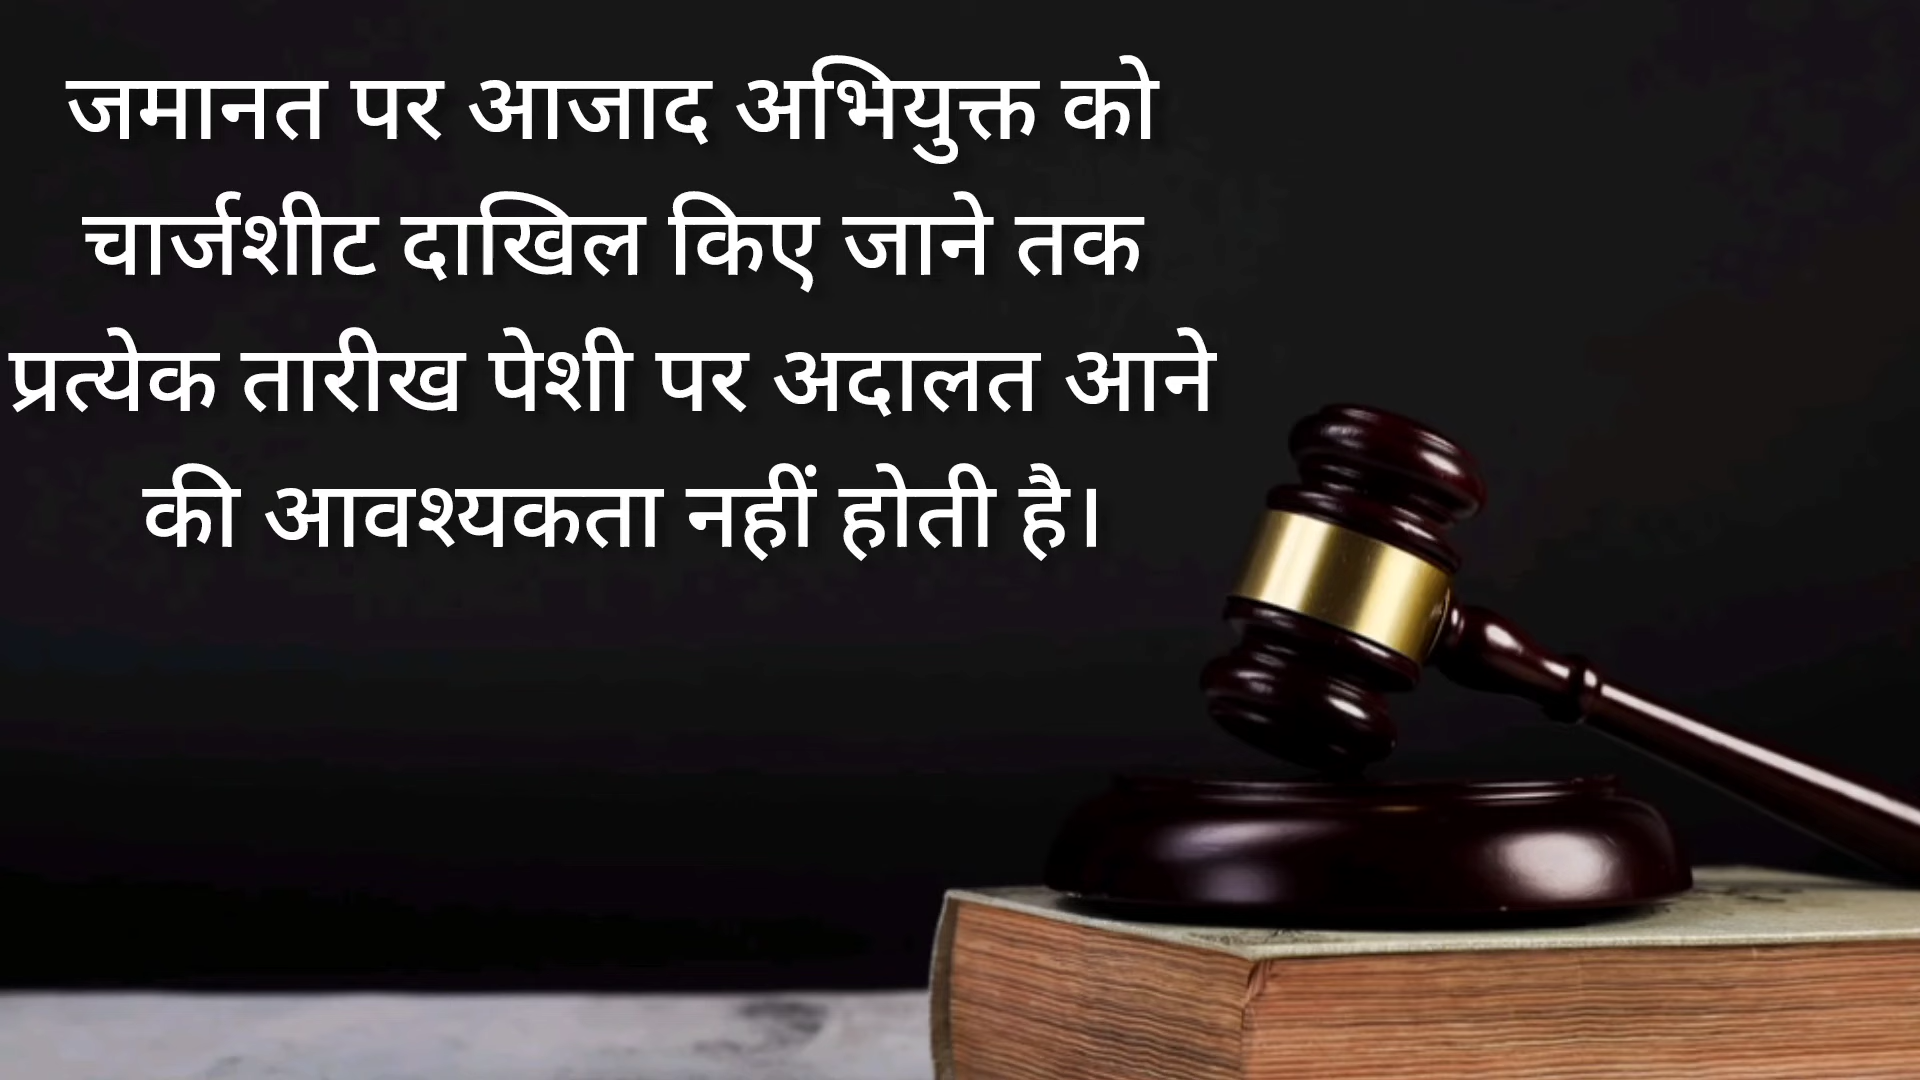 जमानत पर आजाद अभियुक्त को
चार्जशीट दाखिल किए जाने तक
प्रत्येक तारीख पेशी पर अदालत आने
की आवश्यकता नहीं होती है।